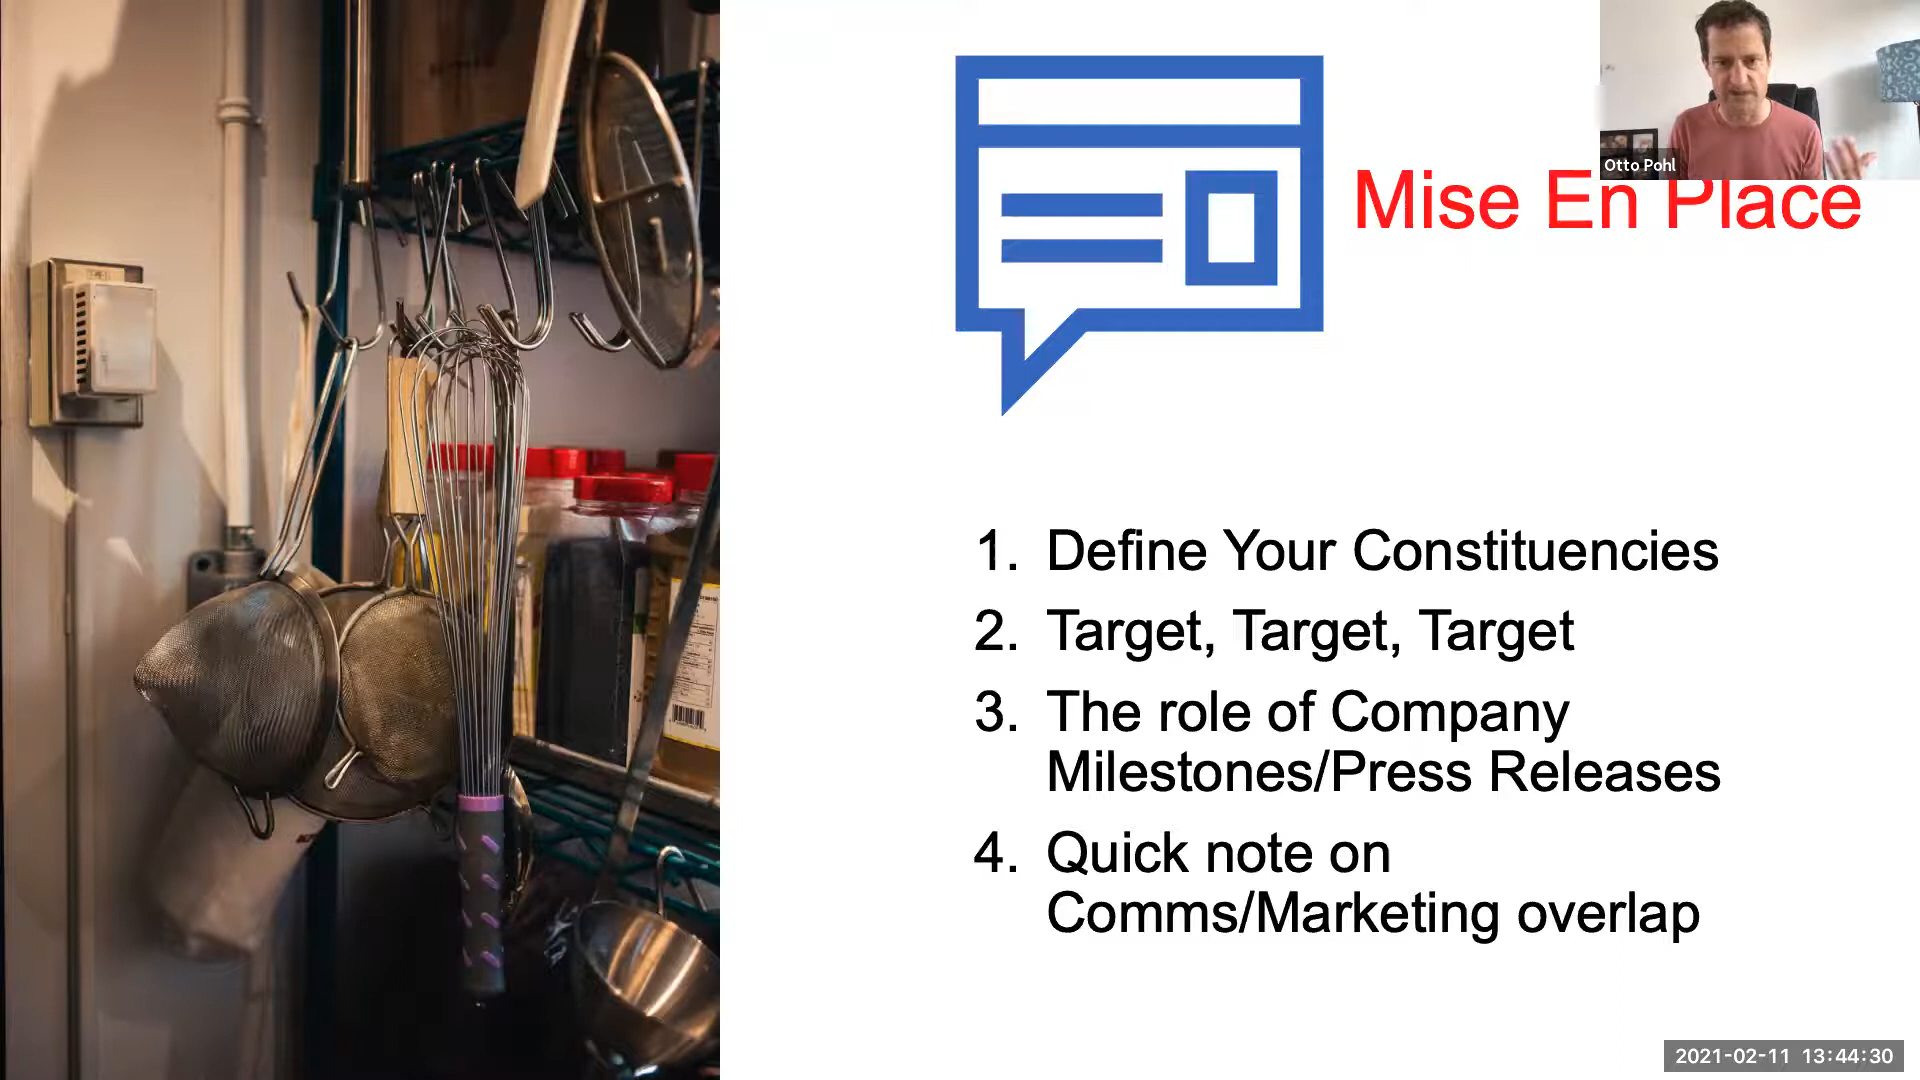 Otto Pohl
Mise En Place
1. Define Your Constituencies
2. Target, Target, Target
3. The role of Company
Milestones/Press Releases
4. Quick note on
Comms/Marketing overlap
2021-02-11 13:44:30